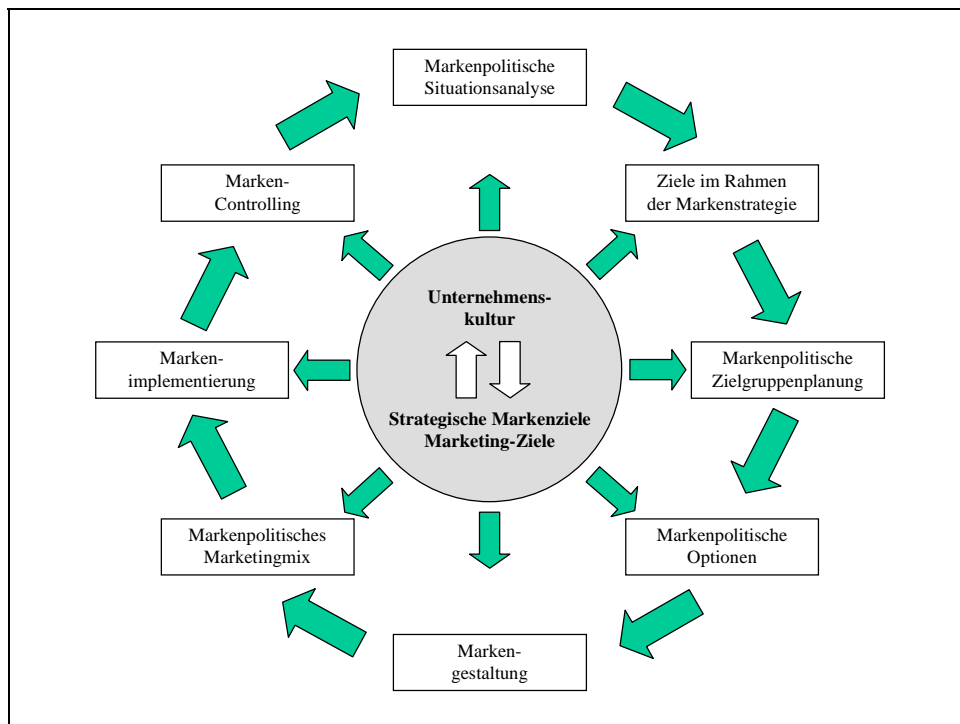 Markenpolitische
Situationsanalyse
Ziele im Rahmen
der Markenstrategie
Markenpolitische
Zielgruppenplanung
Markenpolitische
Optionen
Marken-
gestaltung
Markenpolitisches
Marketingmix
Marken-
implementierung
Marken-
Controlling
Unternehmens-
kultur
Strategische Markenziele
Marketing-Ziele